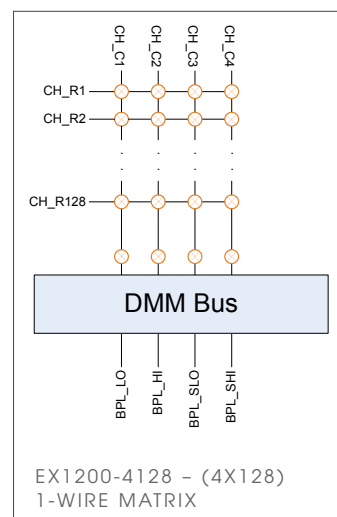 CH_C1 CH_C2 CH_C3 CH_C4
CH_R1
CH_R2
CH_R128
DMM Bus
BPL_LO BPL_HI BPL_SLO BPL_SHI
EX1200-4128 – (4X128)
1-WIRE MATRIX